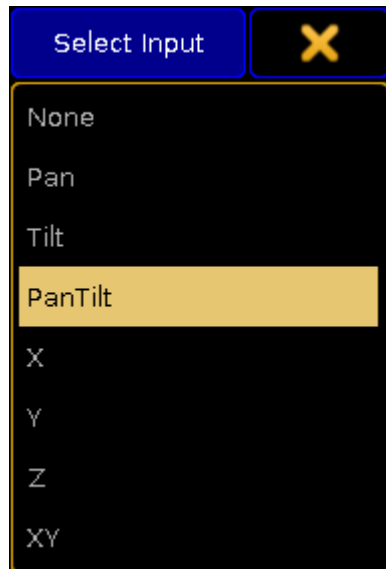 Select Input
None
Pan
Tilt
PanTilt
X
Y
Z
XY